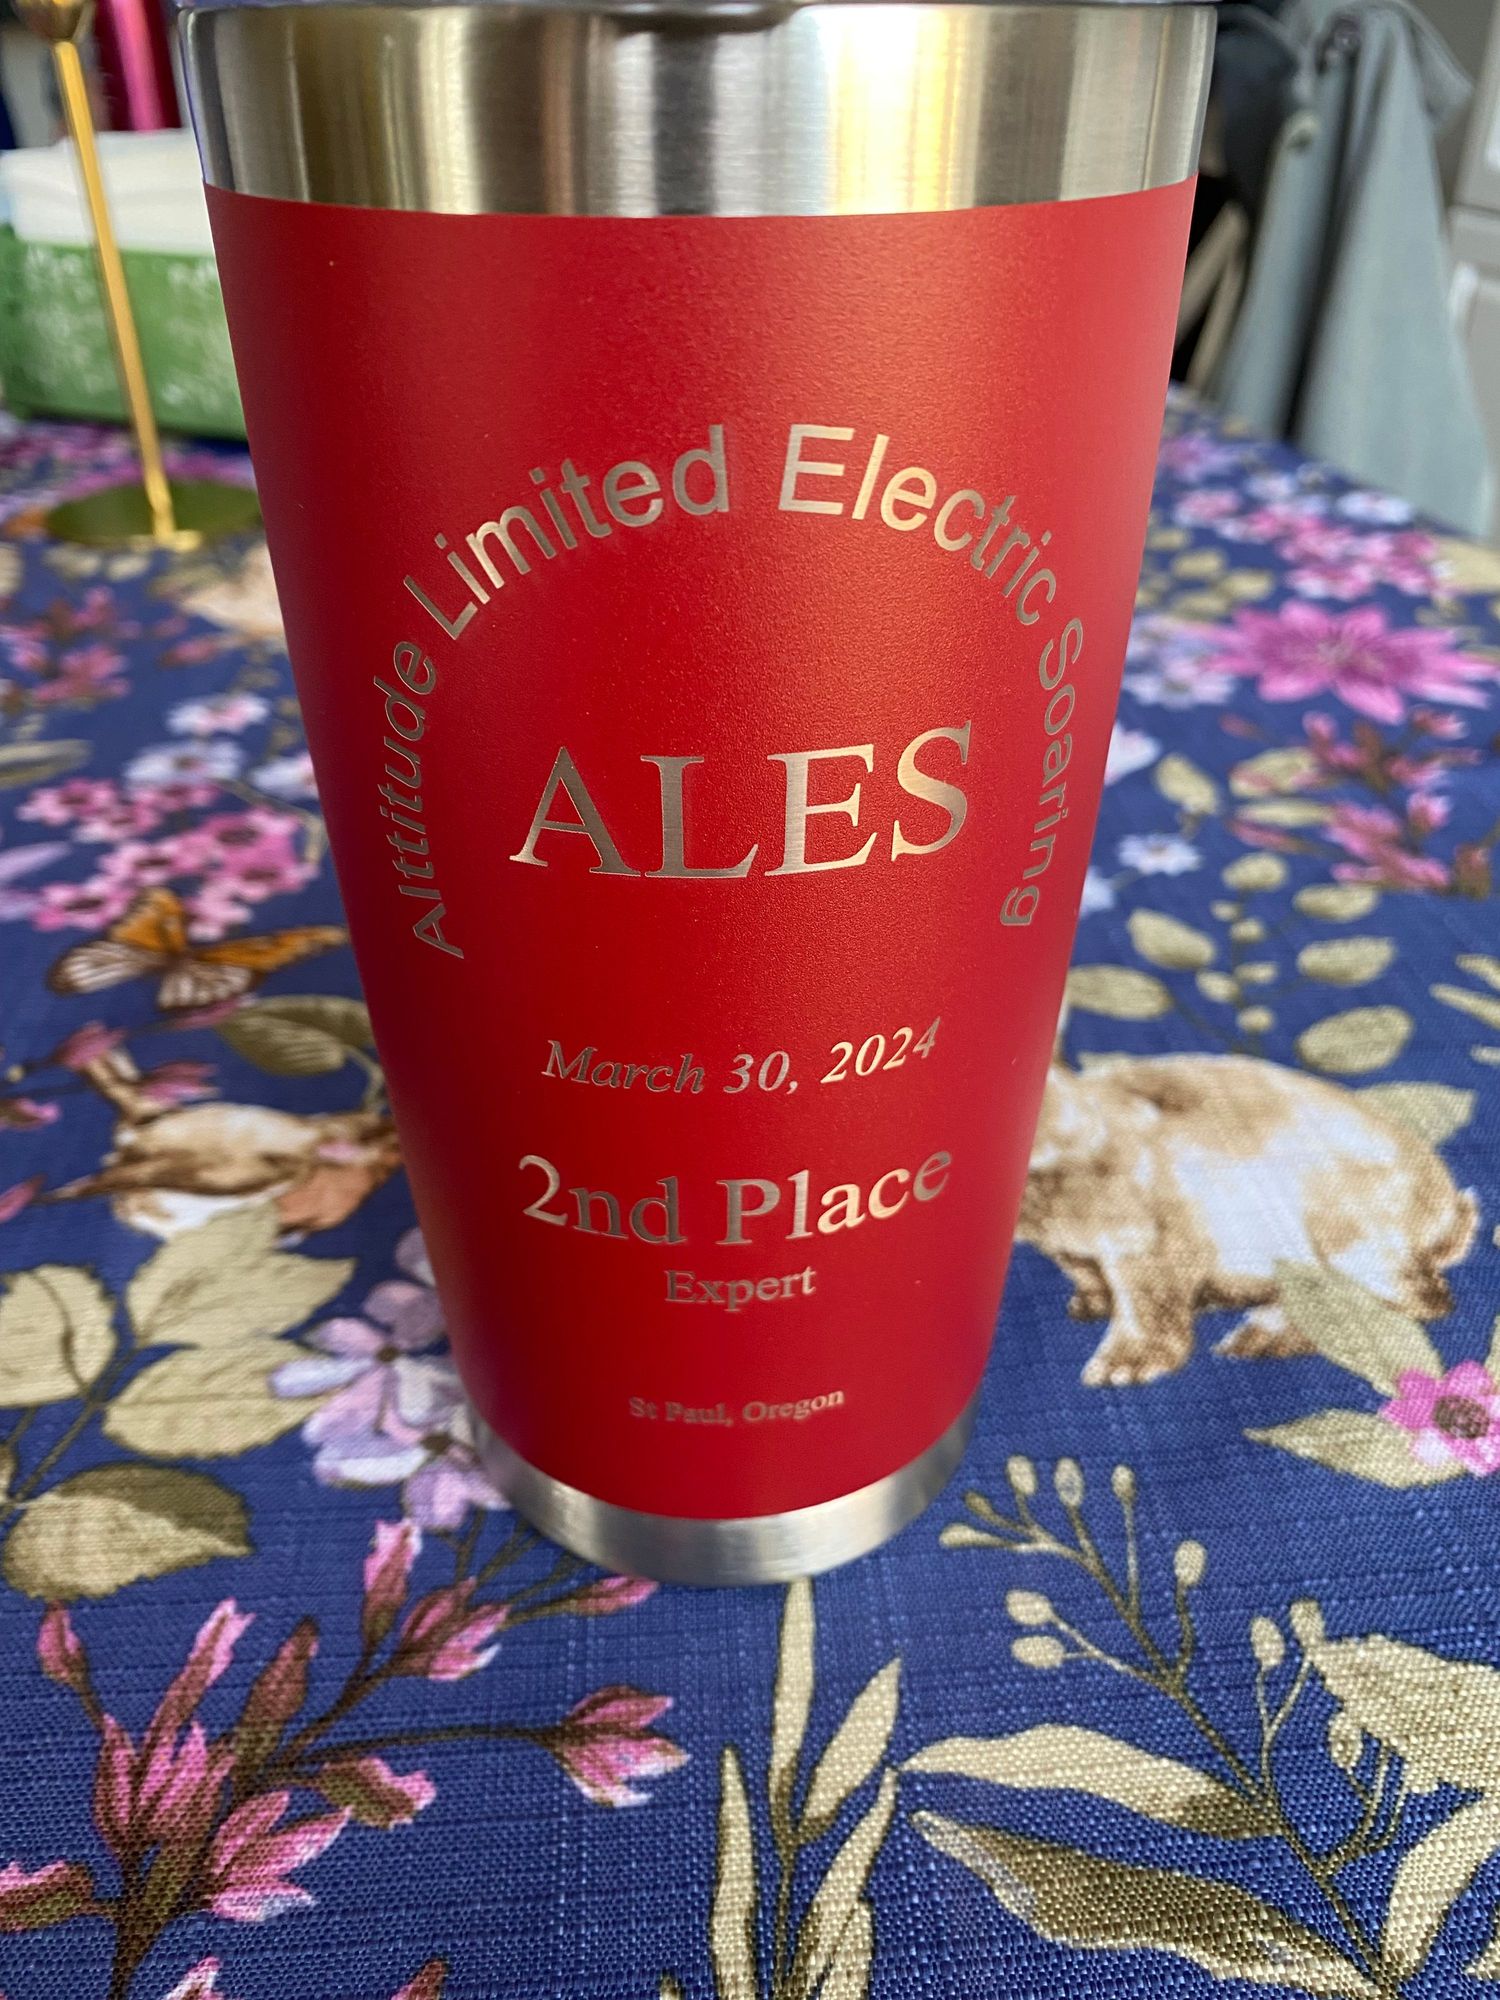 Altitude Limited Electric Soaring
ALES
March 30, 2024
2nd Place
Expert
St Paul, Oregon